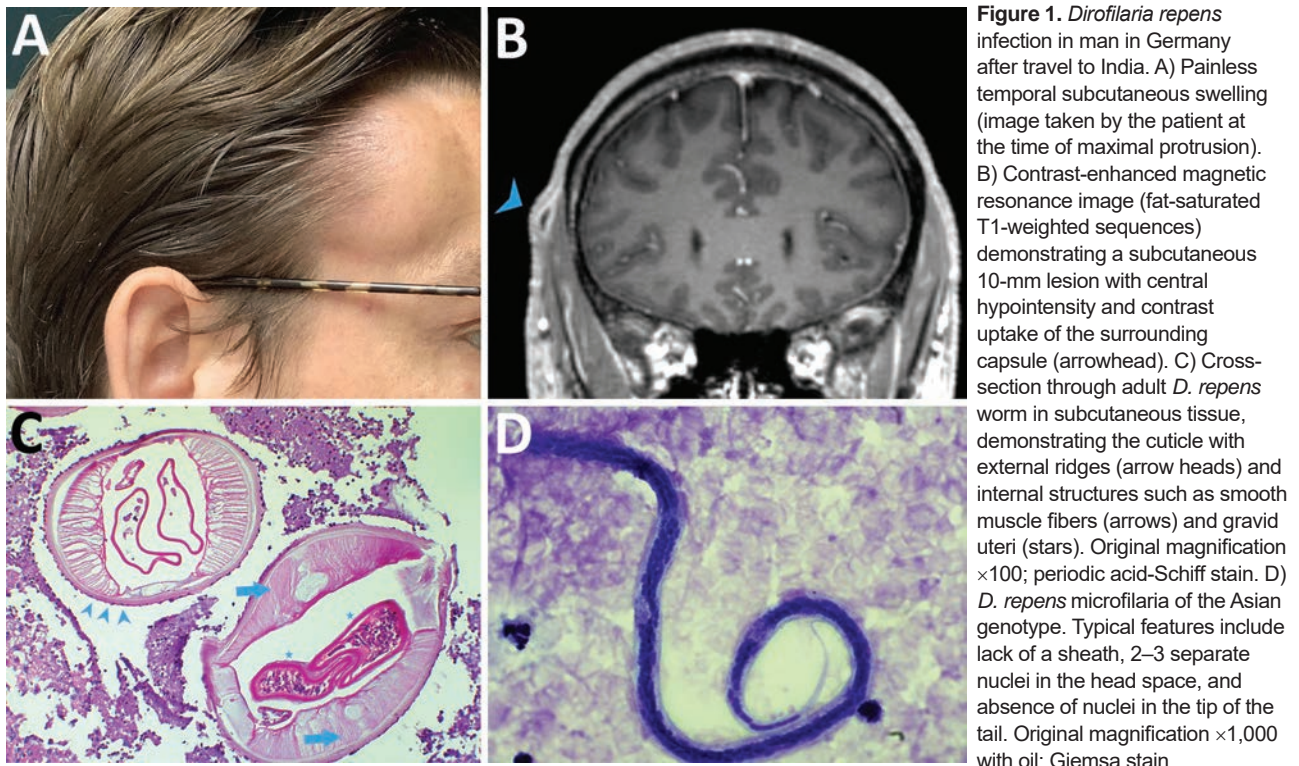 A
B
C
D
Figure 1. Dirofilaria repens
infection in man in Germany
after travel to India. A) Painless
temporal subcutaneous swelling
(image taken by the patient at
the time of maximal protrusion).
B) Contrast-enhanced magnetic
resonance image (fat-saturated
T1-weighted sequences)
demonstrating a subcutaneous
10-mm lesion with central
hypointensity and contrast
uptake of the surrounding
capsule (arrowhead). C) Cross-
section through adult D. repens
worm in subcutaneous tissue,
demonstrating the cuticle with
external ridges (arrow heads) and
internal structures such as smooth
muscle fibers (arrows) and gravid
uteri (stars). Original magnification
×100; periodic acid-Schiff stain. D)
D. repens microfilaria of the Asian
genotype. Typical features include
lack of a sheath, 2–3 separate
nuclei in the head space, and
absence of nuclei in the tip of the
tail. Original magnification ×1,000
with oil; Giemsa stain